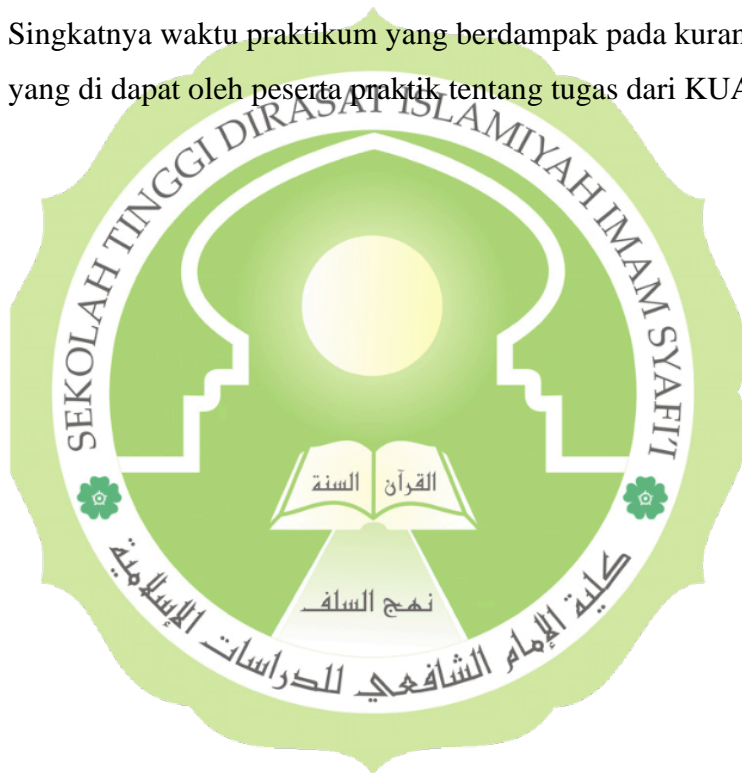 Singkatnya waktu praktikum yang berdampak pada
yang di dapat oleh peserta praktik tentang tugas dari KUA
SEKOLAH TINGGI DIRASAT ISLAMIYAH IMAM SYAFI'I
القرآن السنة
نهج السلف
كلية الإمام الشافعي للدراسات الإسلامية